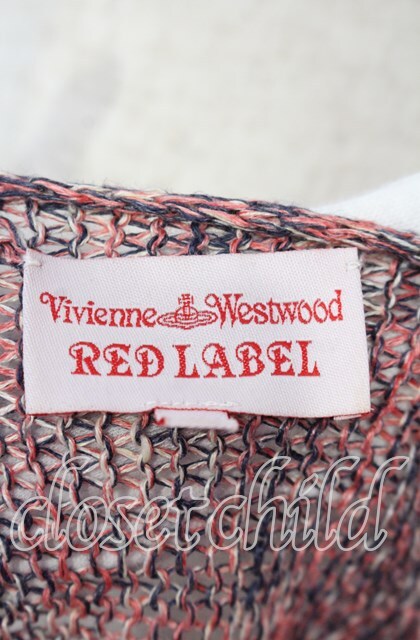 Vivienne Westwood
RED LABEL
closet child